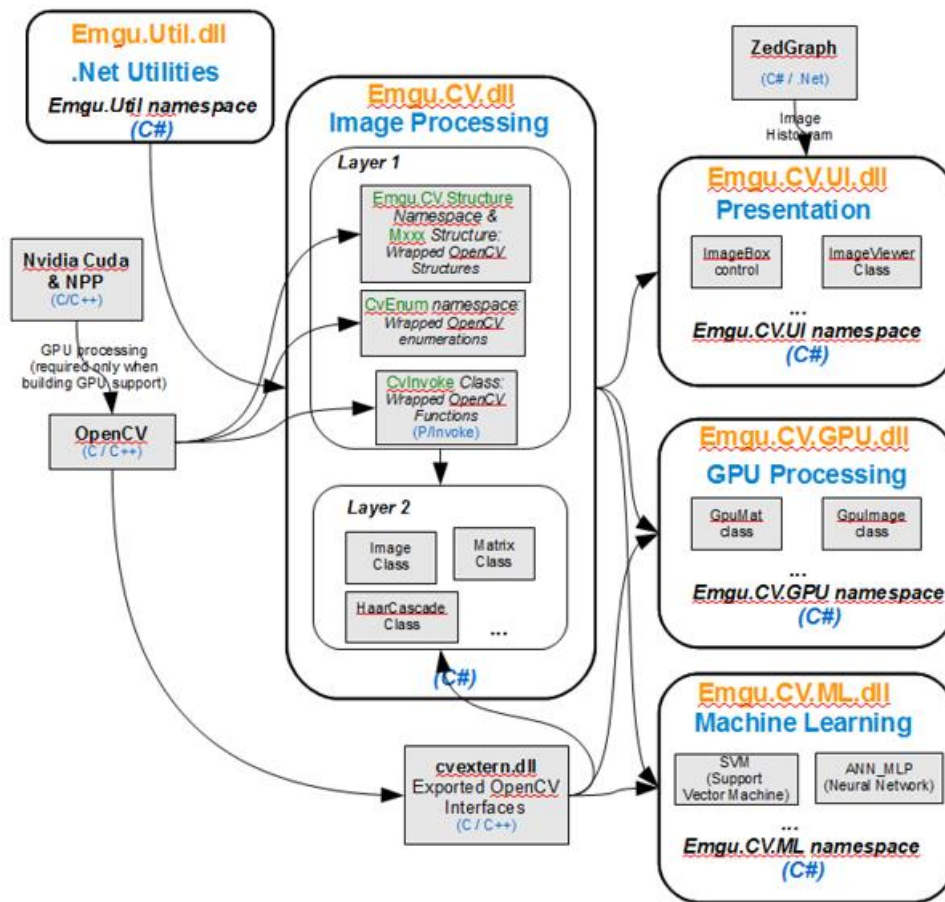 Emgu.Util.dll
.Net Utilities
Emgu.Util namespace
(C#)
Nvidia Cuda
& NPP
(C/C++)
GPU processing
(required only when
building GPU support)
OpenCV
(C / C++)
Emgu.CV.dll
Image Processing
Layer 1
Emgu.CV.Structure
Namespace &
Mxxx Structure:
Wrapped OpenCV
Structures
CvEnum namespace:
Wrapped OpenCV
enumerations
CvInvoke Class:
Wrapped OpenCV
Functions
(P/Invoke)
Layer 2
Image
Class
Matrix
Class
HaarCascade
Class
...
(C#)
cvextern.dll
Exported OpenCV
Interfaces
(C / C++)
ZedGraph
(C# / .Net)
Image
Histogram
Emgu.CV.UI.dll
Presentation
ImageBox
control
ImageViewer
Class
...
Emgu.CV.UI namespace
(C#)
Emgu.CV.GPU.dll
GPU Processing
GpuMat
class
GpuImage
class
...
Emgu.CV.GPU namespace
(C#)
Emgu.CV.ML.dll
Machine Learning
SVM
(Support
Vector Machine)
ANN_MLP
(Neural Network)
...
Emgu.CV.ML namespace
(C#)